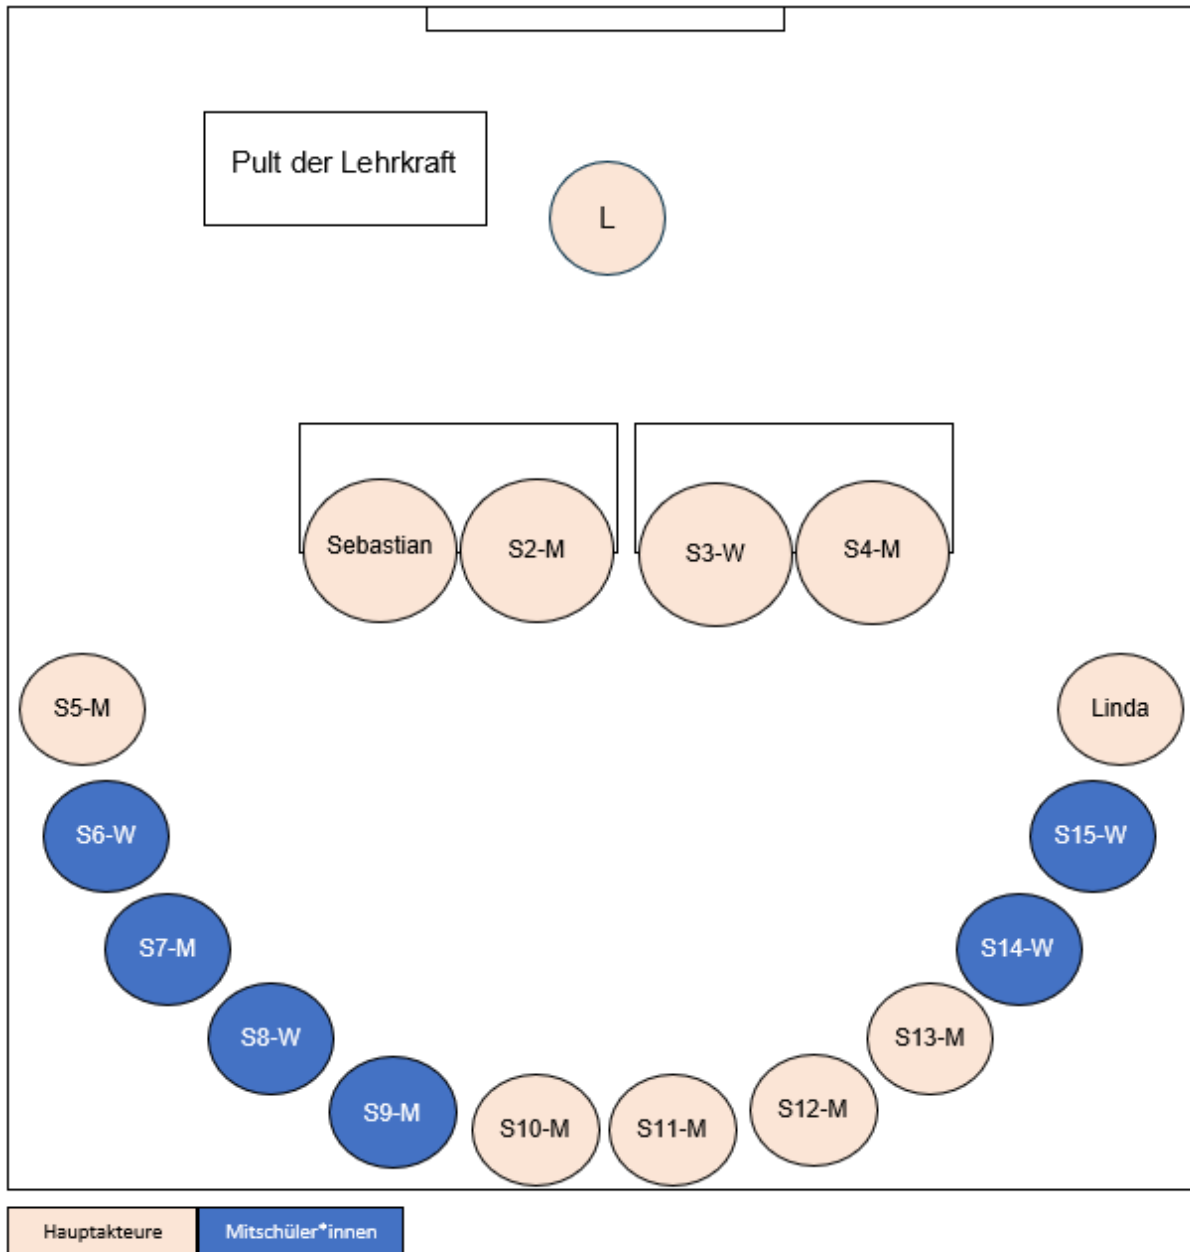 Pult der Lehrkraft
L
Sebastian
S2-M
S3-W
S4-M
S5-M
Linda
S6-W
S15-W
S7-M
S14-W
S8-W
S13-M
S9-M
S10-M
S11-M
S12-M
Hauptakteure
Mitschüler*innen